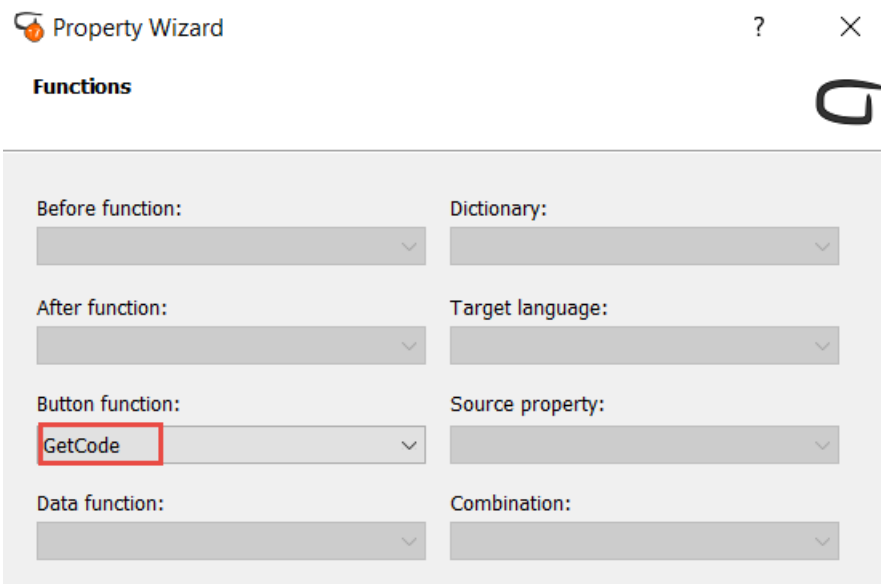 Property Wizard ?
Functions
Before function: Dictionary:
After function: Target language:
Button function: Source property:
GetCode
Data function: Combination: